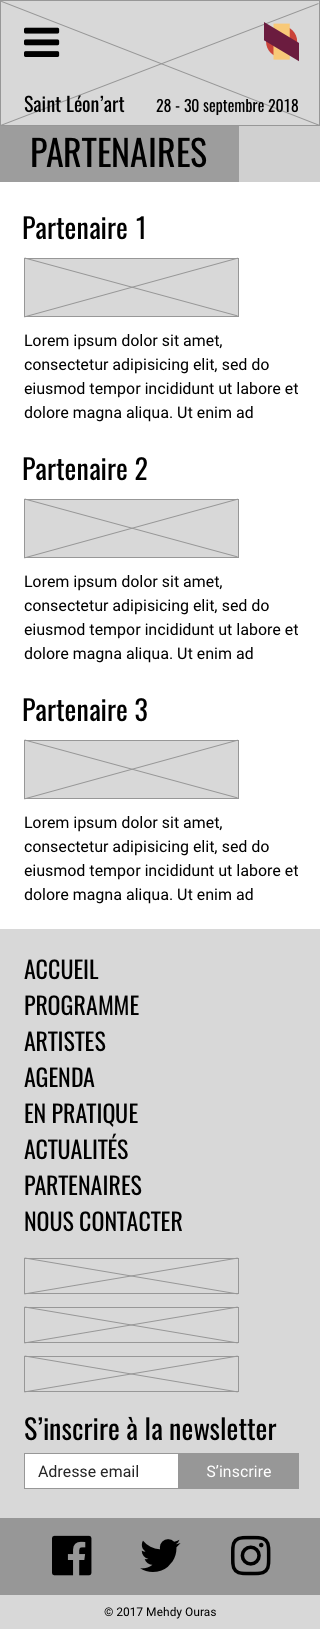 Saint Léon’art
28 - 30 septembre 2018
PARTENAIRES
Partenaire 1
Lorem ipsum dolor sit amet,
consectetur adipisicing elit, sed do
eiusmod tempor incididunt ut labore et
dolore magna aliqua. Ut enim ad
Partenaire 2
Lorem ipsum dolor sit amet,
consectetur adipisicing elit, sed do
eiusmod tempor incididunt ut labore et
dolore magna aliqua. Ut enim ad
Partenaire 3
Lorem ipsum dolor sit amet,
consectetur adipisicing elit, sed do
eiusmod tempor incididunt ut labore et
dolore magna aliqua. Ut enim ad
ACCUEIL
PROGRAMME
ARTISTES
AGENDA
EN PRATIQUE
ACTUALITÉS
PARTENAIRES
NOUS CONTACTER
S’inscrire à la newsletter
Adresse email
S’inscrire
© 2017 Mehdy Ouras